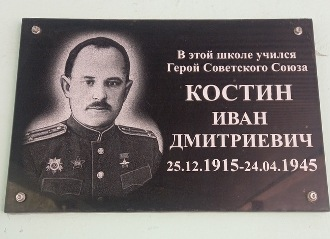 В этой школе учился
Герой Советского Союза
КОСТИН
ИВАН
ДМИТРИЕВИЧ
25.12.1915-24.04.1945